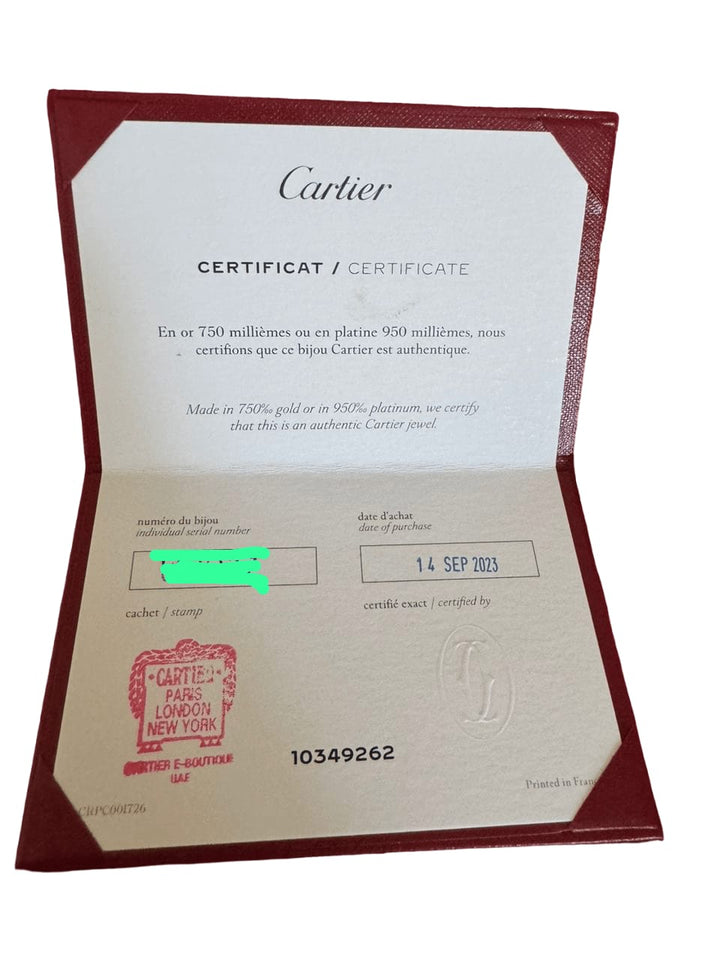 Cartier
CERTIFICAT / CERTIFICATE
En or 750 millièmes ou en platine 950 millièmes, nous
certifions que ce bijou Cartier est authentique.
Made in 750‰ gold or in 950‰ platinum, we certify
that this is an authentic Cartier jewel.
numéro du bijou
individual serial number
date d'achat
date of purchase
14 SEP 2023
cachet / stamp
certifié exact / certified by
CARTIER
PARIS
LONDON
NEW YORK
CARTIER E-BOUTIQUE
UAE
10349262
Printed in Fran
CRPC001726